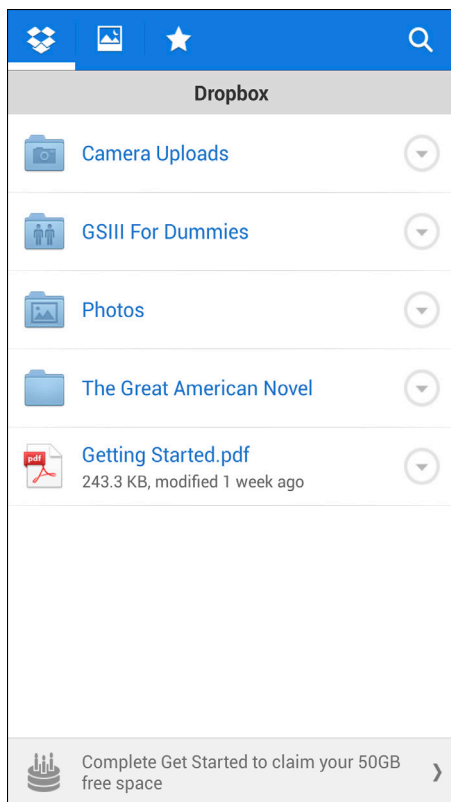 Dropbox
Camera Uploads
GSIII For Dummies
Photos
The Great American Novel
pdf
Getting Started.pdf
243.3 KB, modified 1 week ago
Complete Get Started to claim your 50GB
free space